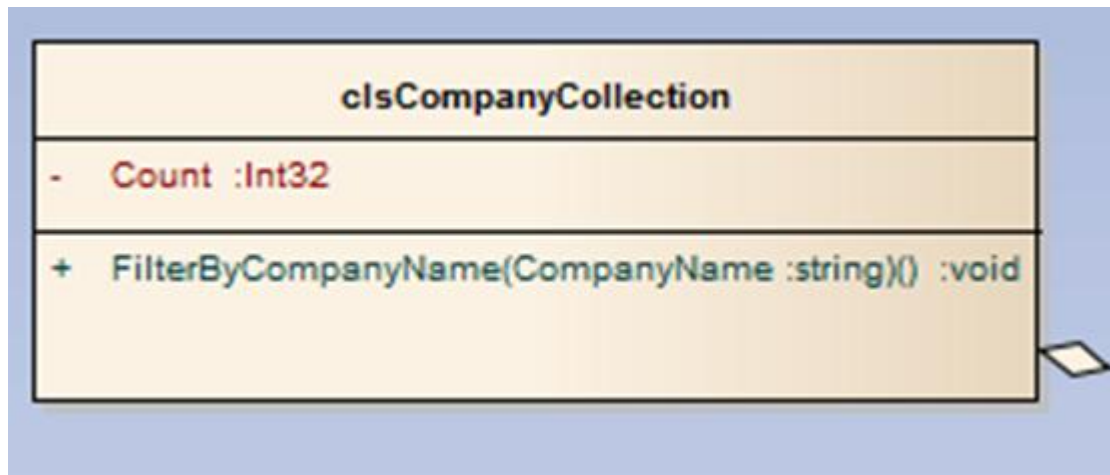 clsCompanyCollection
- Count :Int32
+ FilterByCompanyName(CompanyName :string)() :void